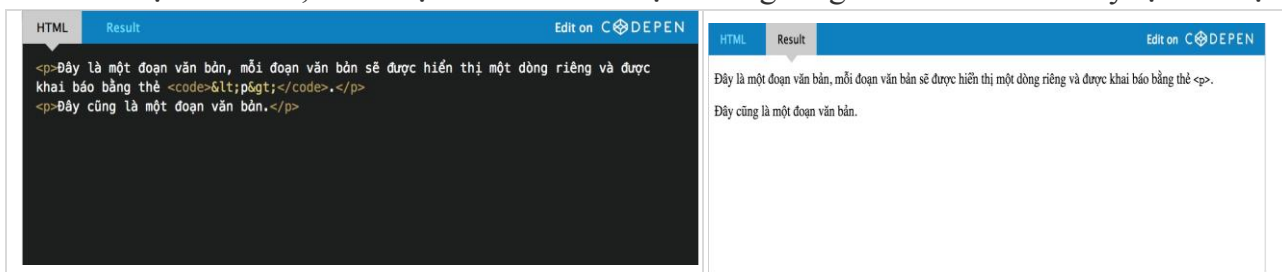 HTML Result Edit on CODEPEN
<p>Đây là một đoạn văn bản, mỗi đoạn văn bản sẽ được hiển thị một dòng riêng và được
khai báo bằng thẻ <code>&lt;p&gt;</code>.</p>
<p>Đây cũng là một đoạn văn bản.</p>
HTML Result Edit on CODEPEN
Đây là một đoạn văn bản, mỗi đoạn văn bản sẽ được hiển thị một dòng riêng và được khai báo bằng thẻ <p>.
Đây cũng là một đoạn văn bản.